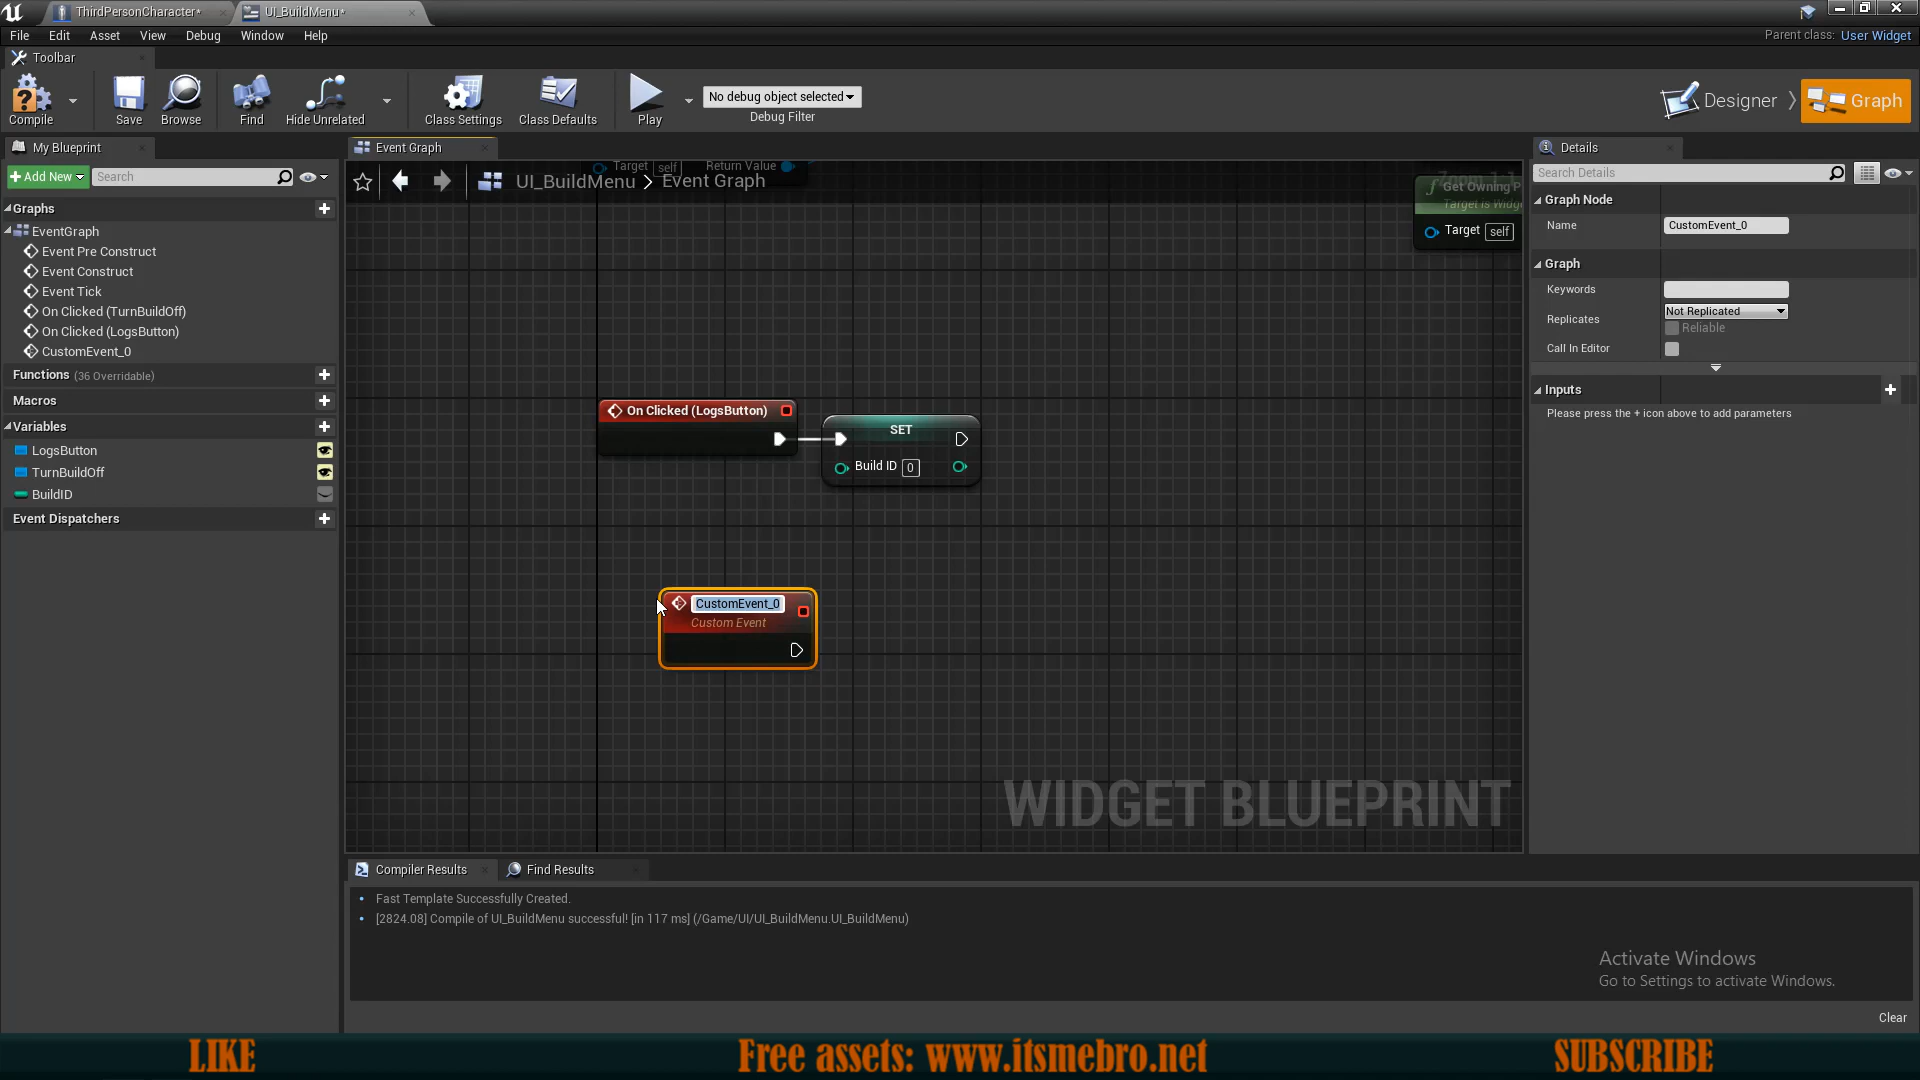 ThirdPersonCharacter*
UI_BuildMenu*
File Edit Asset View Debug Window Help
Parent class: User Widget
Toolbar
Compile
Save
Browse
Find
Hide Unrelated
Class Settings
Class Defaults
Play
No debug object selected
Debug Filter
Designer
Graph
My Blueprint
Add New
Search
Graphs
EventGraph
Event Pre Construct
Event Construct
Event Tick
On Clicked (TurnBuildOff)
On Clicked (LogsButton)
CustomEvent_0
Functions (36 Overridable)
Macros
Variables
LogsButton
TurnBuildOff
BuildID
Event Dispatchers
Event Graph
Target self Return Value
UI_BuildMenu > Event Graph
Get Owning P
Target is Widg
Target self
On Clicked (LogsButton)
SET
Build ID 0
CustomEvent_0
Custom Event
WIDGET BLUEPRINT
Details
Search Details
Graph Node
Name CustomEvent_0
Graph
Keywords
Replicates Not Replicated
Reliable
Call In Editor
Inputs
Please press the + icon above to add parameters
Compiler Results
Find Results
Fast Template Successfully Created.
[2824.08] Compile of UI_BuildMenu successful! [in 117 ms] (/Game/UI/UI_BuildMenu.UI_BuildMenu)
Activate Windows
Go to Settings to activate Windows.
Clear
LIKE
Free assets: www.itsmebro.net
SUBSCRIBE